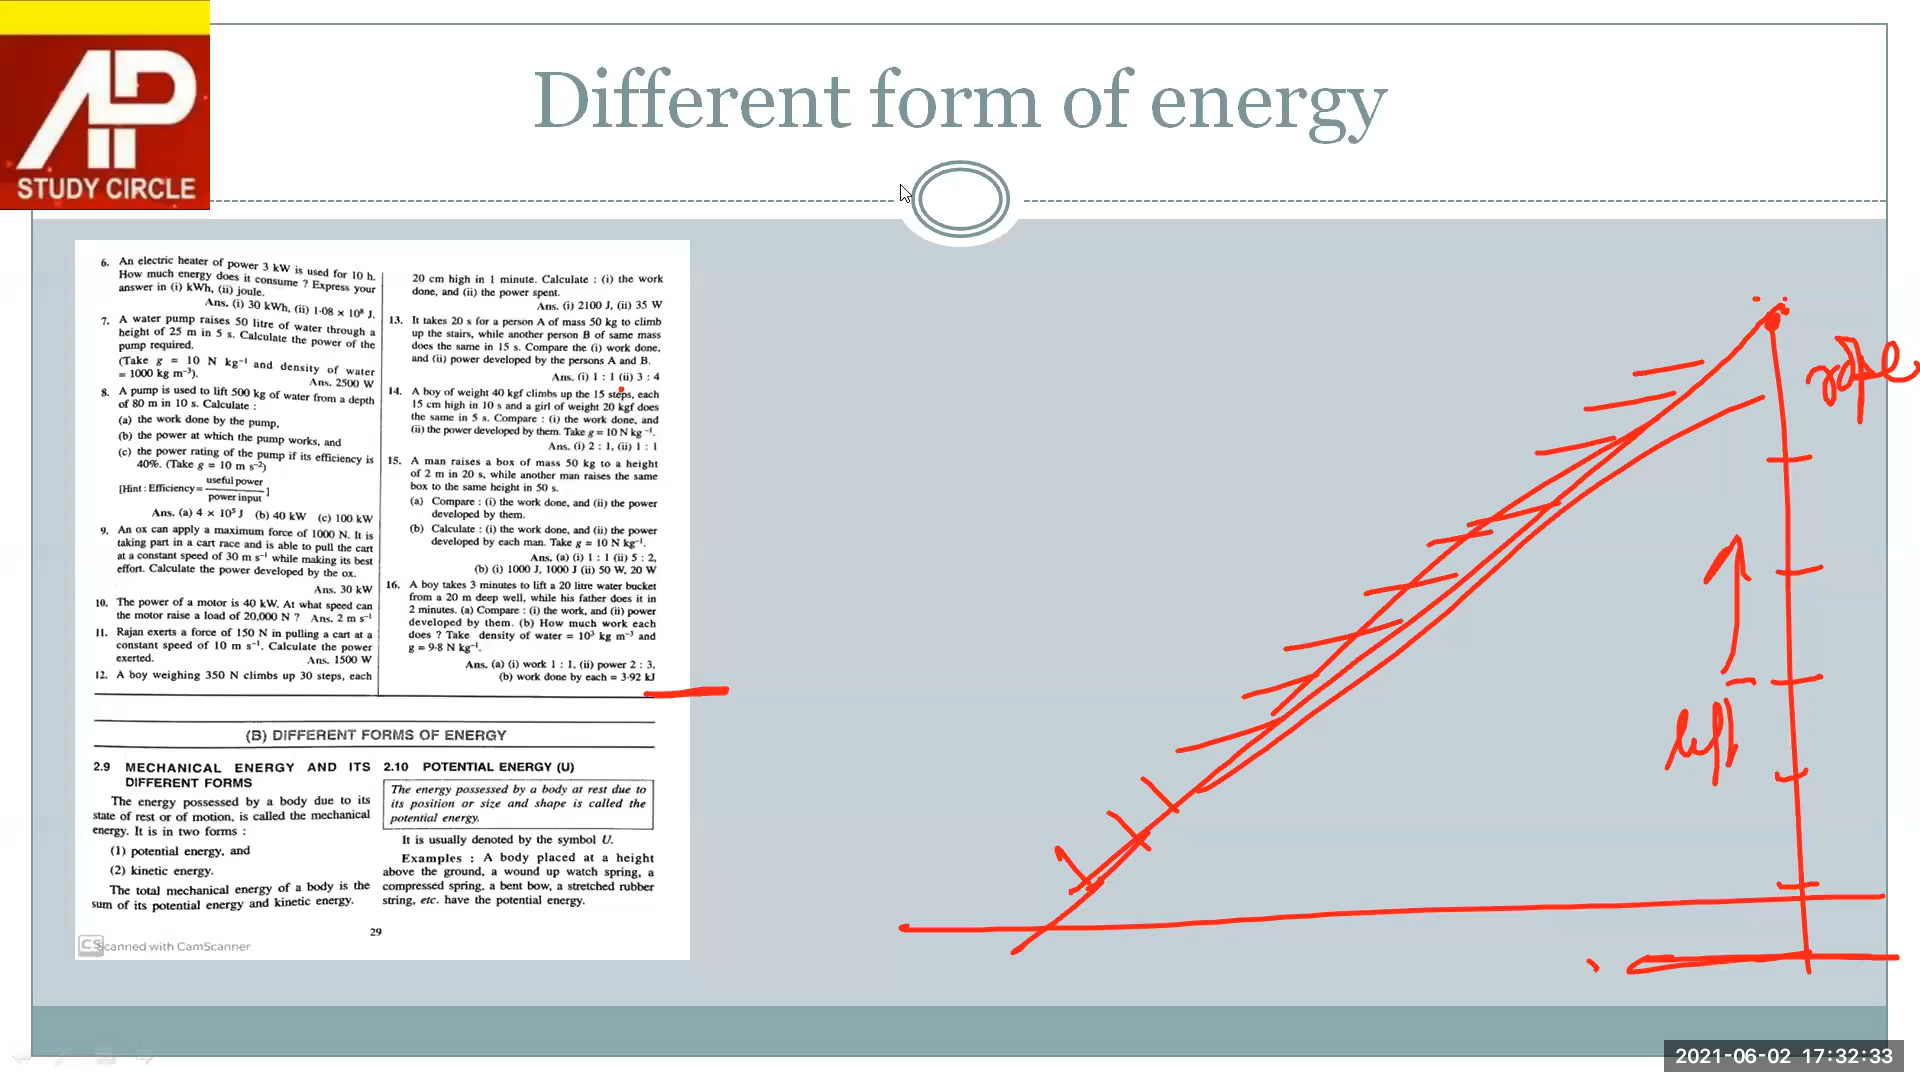 AP
STUDY CIRCLE
Different form of energy
6. An electric heater of power 3 kW is used for 10 h.
How much energy does it consume ? Express your
answer in (i) kWh, (ii) joule.
Ans. (i) 30 kWh, (ii) 1·08 × 10⁸ J.
7. A water pump raises 50 litre of water through a
height of 25 m in 5 s. Calculate the power of the
pump required.
(Take g = 10 N kg⁻¹ and density of water
= 1000 kg m⁻³).
Ans. 2500 W
8. A pump is used to lift 500 kg of water from a depth
of 80 m in 10 s. Calculate :
(a) the work done by the pump,
(b) the power at which the pump works, and
(c) the power rating of the pump if its efficiency is
40%. (Take g = 10 m s⁻²)
[Hint : Efficiency = useful power / power input]
Ans. (a) 4 × 10⁵ J (b) 40 kW (c) 100 kW
9. An ox can apply a maximum force of 1000 N. It is
taking part in a cart race and is able to pull the cart
at a constant speed of 30 m s⁻¹ while making its best
effort. Calculate the power developed by the ox.
Ans. 30 kW
10. The power of a motor is 40 kW. At what speed can
the motor raise a load of 20,000 N ? Ans. 2 m s⁻¹
11. Rajan exerts a force of 150 N in pulling a cart at a
constant speed of 10 m s⁻¹. Calculate the power
exerted. Ans. 1500 W
12. A boy weighing 350 N climbs up 30 steps, each
20 cm high in 1 minute. Calculate : (i) the work
done, and (ii) the power spent.
Ans. (i) 2100 J, (ii) 35 W
13. It takes 20 s for a person A of mass 50 kg to climb
up the stairs, while another person B of same mass
does the same in 15 s. Compare the (i) work done,
and (ii) power developed by the persons A and B.
Ans. (i) 1 : 1 (ii) 3 : 4
14. A boy of weight 40 kgf climbs up the 15 steps, each
15 cm high in 10 s and a girl of weight 20 kgf does
the same in 5 s. Compare : (i) the work done, and
(ii) the power developed by them. Take g = 10 N kg⁻¹.
Ans. (i) 2 : 1, (ii) 1 : 1
15. A man raises a box of mass 50 kg to a height
of 2 m in 20 s, while another man raises the same
box to the same height in 50 s.
(a) Compare : (i) the work done, and (ii) the power
developed by them.
(b) Calculate : (i) the work done, and (ii) the power
developed by each man. Take g = 10 N kg⁻¹.
Ans. (a) (i) 1 : 1 (ii) 5 : 2,
(b) (i) 1000 J, 1000 J (ii) 50 W, 20 W
16. A boy takes 3 minutes to lift a 20 litre water bucket
from a 20 m deep well, while his father does it in
2 minutes. (a) Compare : (i) the work, and (ii) power
developed by them. (b) How much work each
does ? Take density of water = 10³ kg m⁻³ and
g = 9·8 N kg⁻¹.
Ans. (a) (i) work 1 : 1, (ii) power 2 : 3,
(b) work done by each = 3·92 kJ
(B) DIFFERENT FORMS OF ENERGY
2.9 MECHANICAL ENERGY AND ITS
DIFFERENT FORMS
The energy possessed by a body due to its
state of rest or of motion, is called the mechanical
energy. It is in two forms :
(1) potential energy, and
(2) kinetic energy.
The total mechanical energy of a body is the
sum of its potential energy and kinetic energy.
2.10 POTENTIAL ENERGY (U)
The energy possessed by a body at rest due to
its position or size and shape is called the
potential energy.
It is usually denoted by the symbol U.
Examples : A body placed at a height
above the ground, a wound up watch spring, a
compressed spring, a bent bow, a stretched rubber
string, etc. have the potential energy.
29
CS Scanned with CamScanner
rope
left
2021-06-02 17:32:33